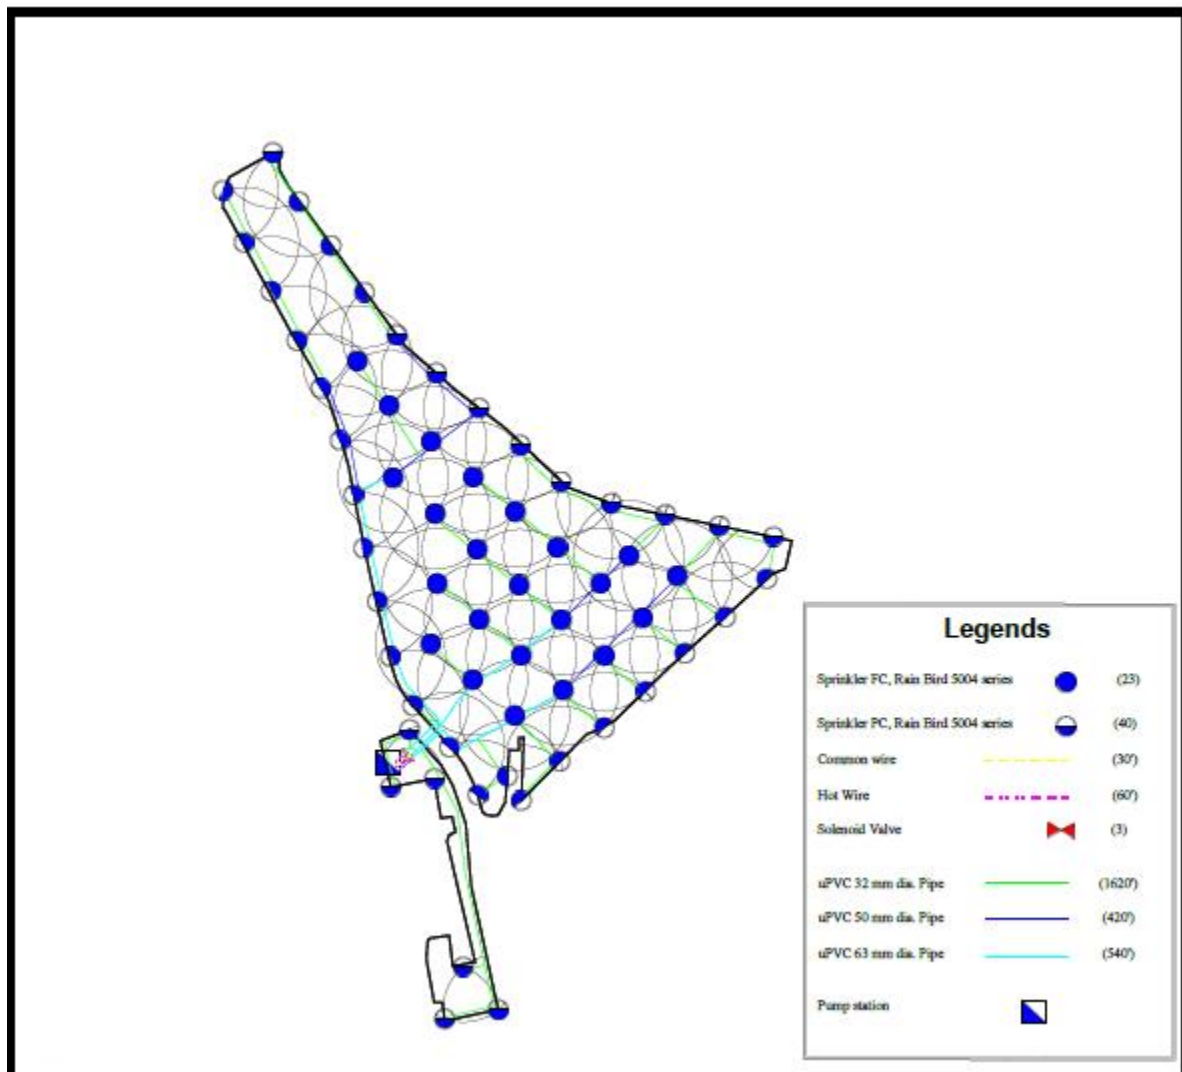 Legends
Sprinkler FC, Rain Bird 5004 series (23)
Sprinkler PC, Rain Bird 5004 series (40)
Common wire (30')
Hot Wire (60')
Solenoid Valve (3)
uPVC 32 mm dia. Pipe (1620')
uPVC 50 mm dia. Pipe (420')
uPVC 63 mm dia. Pipe (540')
Pump station